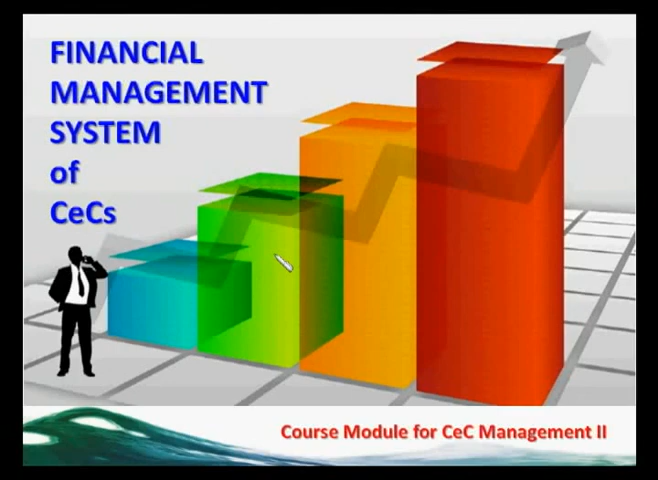 FINANCIAL
MANAGEMENT
SYSTEM
of
CeCs
Course Module for CeC Management II